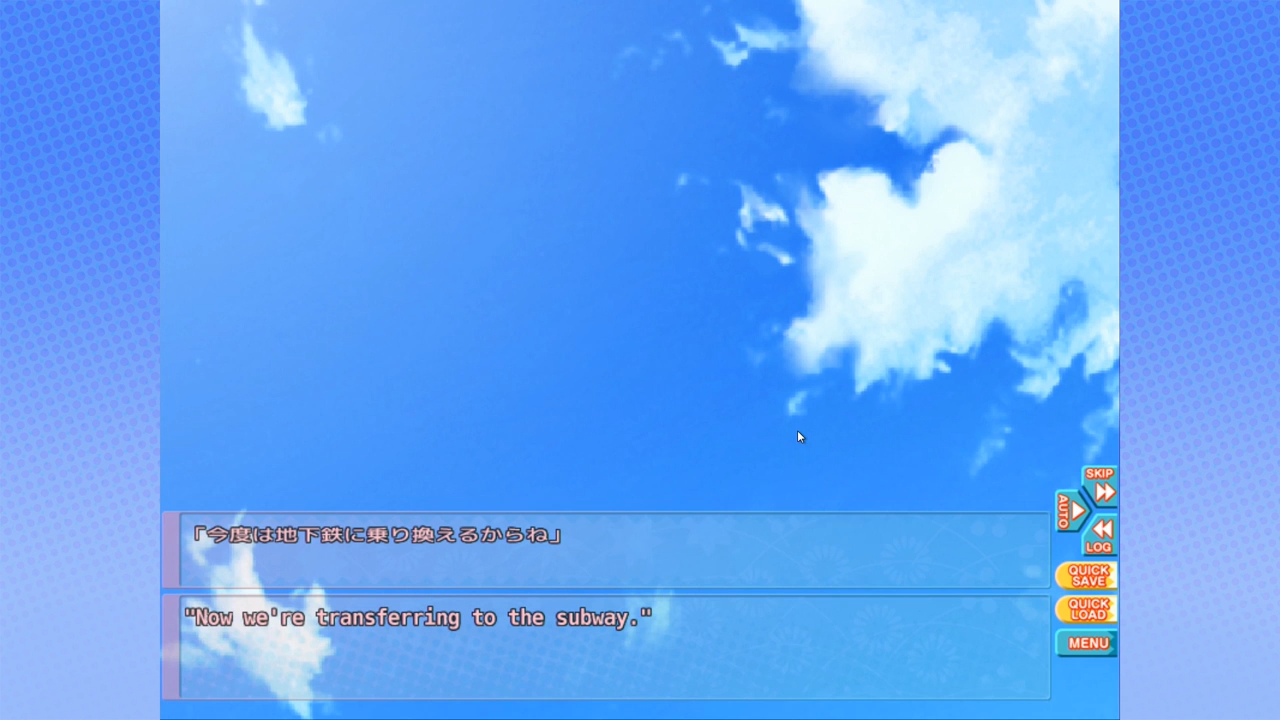 「今度は地下鉄に乗り換えるからね」
"Now we're transferring to the subway."
SKIP
AUTO
LOG
QUICK
SAVE
QUICK
LOAD
MENU